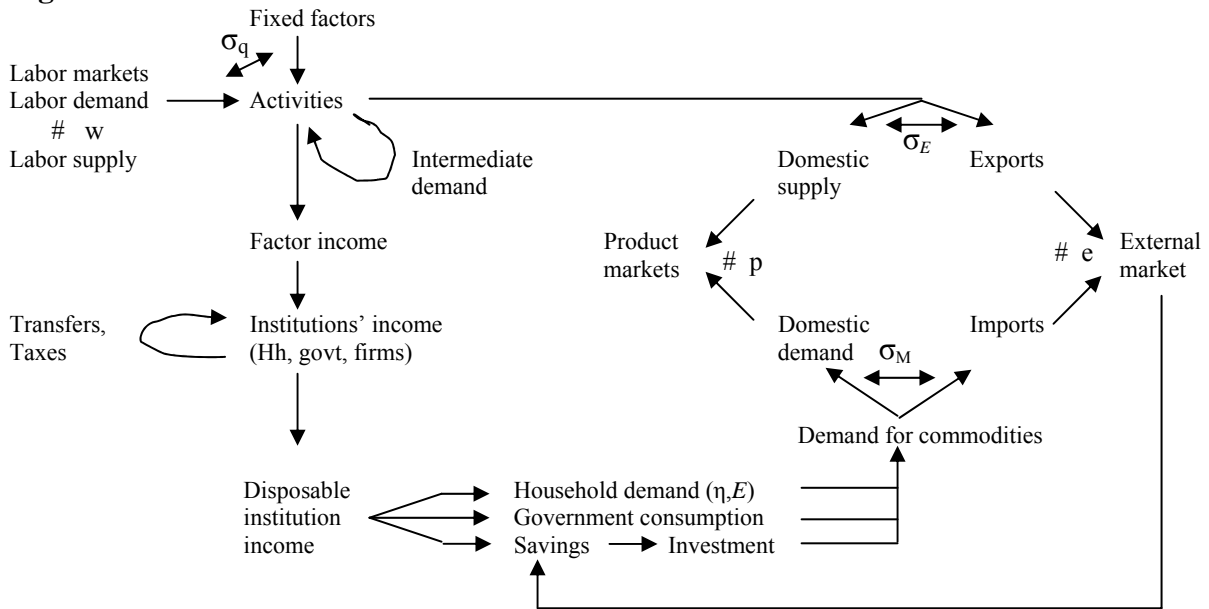 Fixed factors
σq
Labor markets
Labor demand
# w
Labor supply
Activities
Intermediate
demand
Domestic
supply
σE
Exports
Factor income
Product
markets
# p
# e
External
market
Transfers,
Taxes
Institutions' income
(Hh, govt, firms)
Domestic
demand
σM
Imports
Demand for commodities
Disposable
institution
income
Household demand (η,E)
Government consumption
Savings
Investment